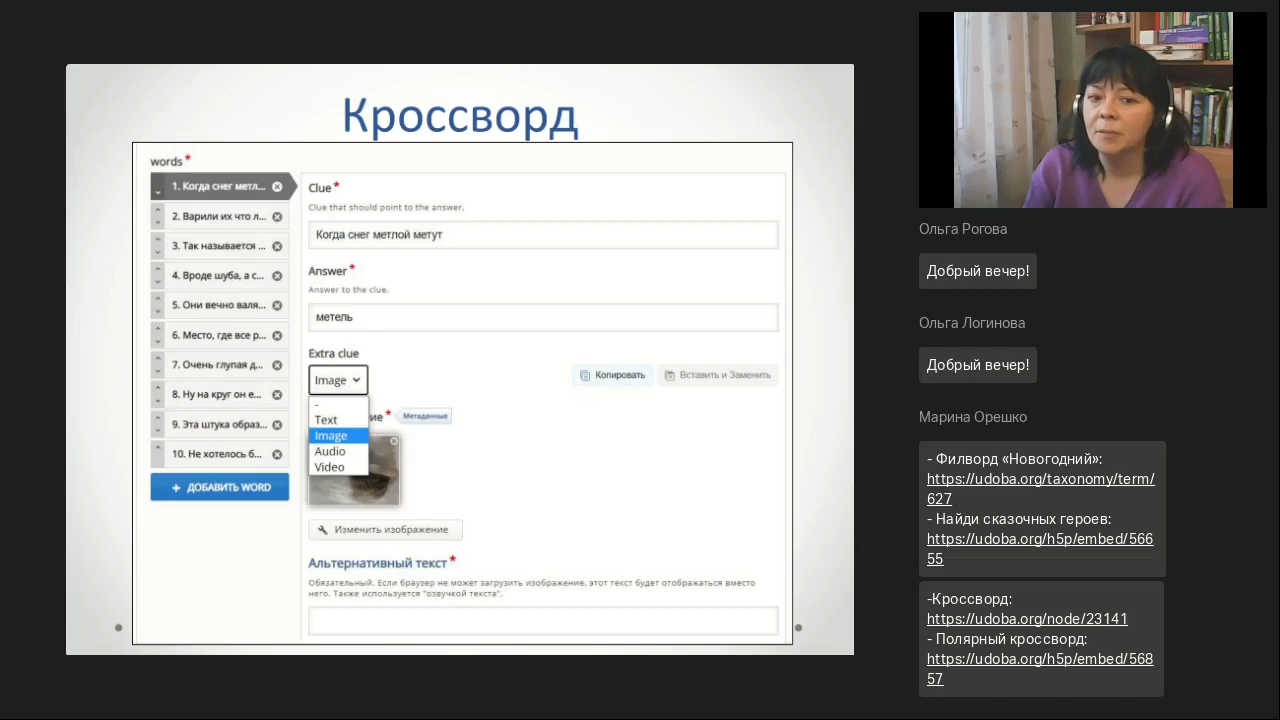 Кроссворд
words*
1. Когда снег метл...
2. Варили их что л...
3. Так называется ...
4. Вроде шуба, а с...
5. Они вечно валя...
6. Место, где все р...
7. Очень глупая д...
8. Ну на круг он е...
9. Эта штука образ...
10. Не хотелось б...
+ ДОБАВИТЬ WORD
Clue*
Clue that should point to the answer.
Когда снег метлой метут
Answer*
Answer to the clue.
метель
Extra clue
Image
Копировать
Вставить и Заменить
-
Text
Image
Audio
Video
ие*
Метаданные
Изменить изображение
Альтернативный текст*
Обязательный. Если браузер не может загрузить изображение, этот текст будет отображаться вместо
него. Также используется "озвучкой текста".
Ольга Рогова
Добрый вечер!
Ольга Логинова
Добрый вечер!
Марина Орешко
- Филворд «Новогодний»:
https://udoba.org/taxonomy/term/
627
- Найди сказочных героев:
https://udoba.org/h5p/embed/566
55
-Кроссворд:
https://udoba.org/node/23141
- Полярный кроссворд:
https://udoba.org/h5p/embed/568
57